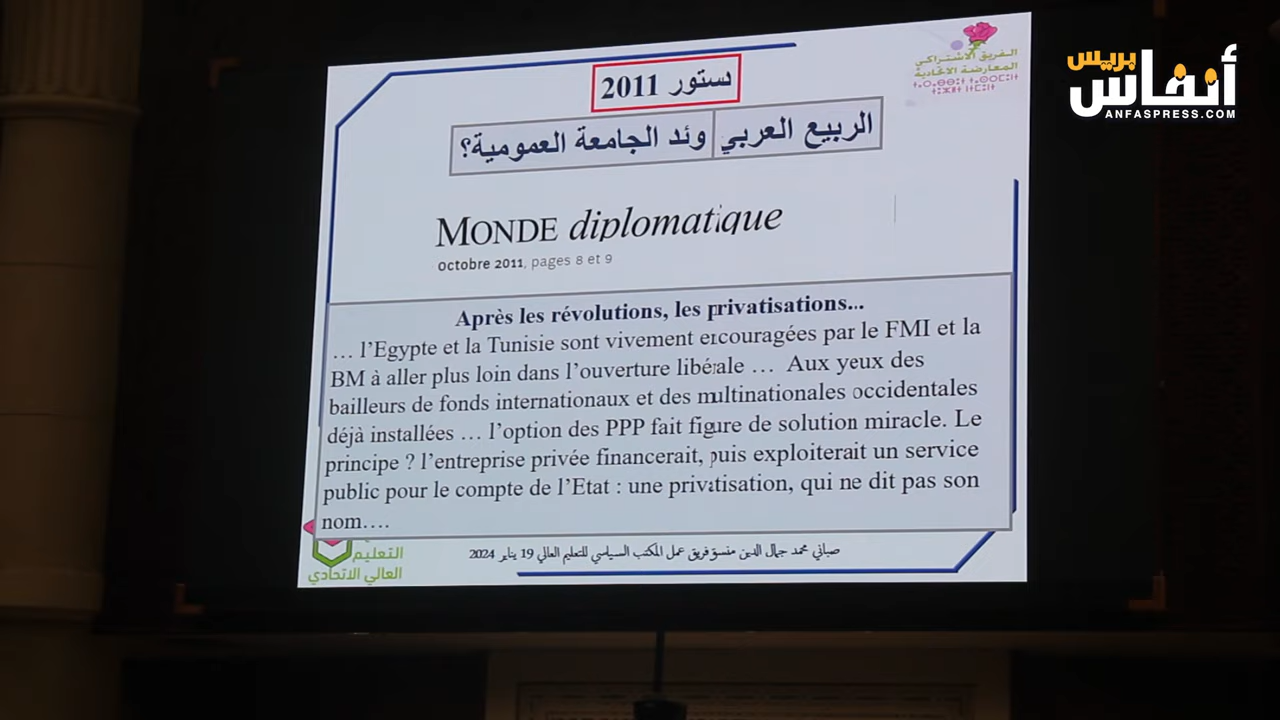 أنفاس بريس
ANFASPRESS.COM
الفريق الاشتراكي
المعارضة الاتحادية
دستور 2011
الربيع العربي وئد الجامعة العمومية؟
MONDE diplomatique
octobre 2011, pages 8 et 9
Après les révolutions, les privatisations...
… l’Egypte et la Tunisie sont vivement encouragées par le FMI et la
BM à aller plus loin dans l’ouverture libérale … Aux yeux des
bailleurs de fonds internationaux et des multinationales occidentales
déjà installées … l’option des PPP fait figure de solution miracle. Le
principe ? l’entreprise privée financerait, puis exploiterait un service
public pour le compte de l’Etat : une privatisation, qui ne dit pas son
nom….
التعليم
العالي الاتحادي
صباني محمد جمال الدين منسق فريق عمل المكتب السياسي للتعليم العالي 19 يناير 2024